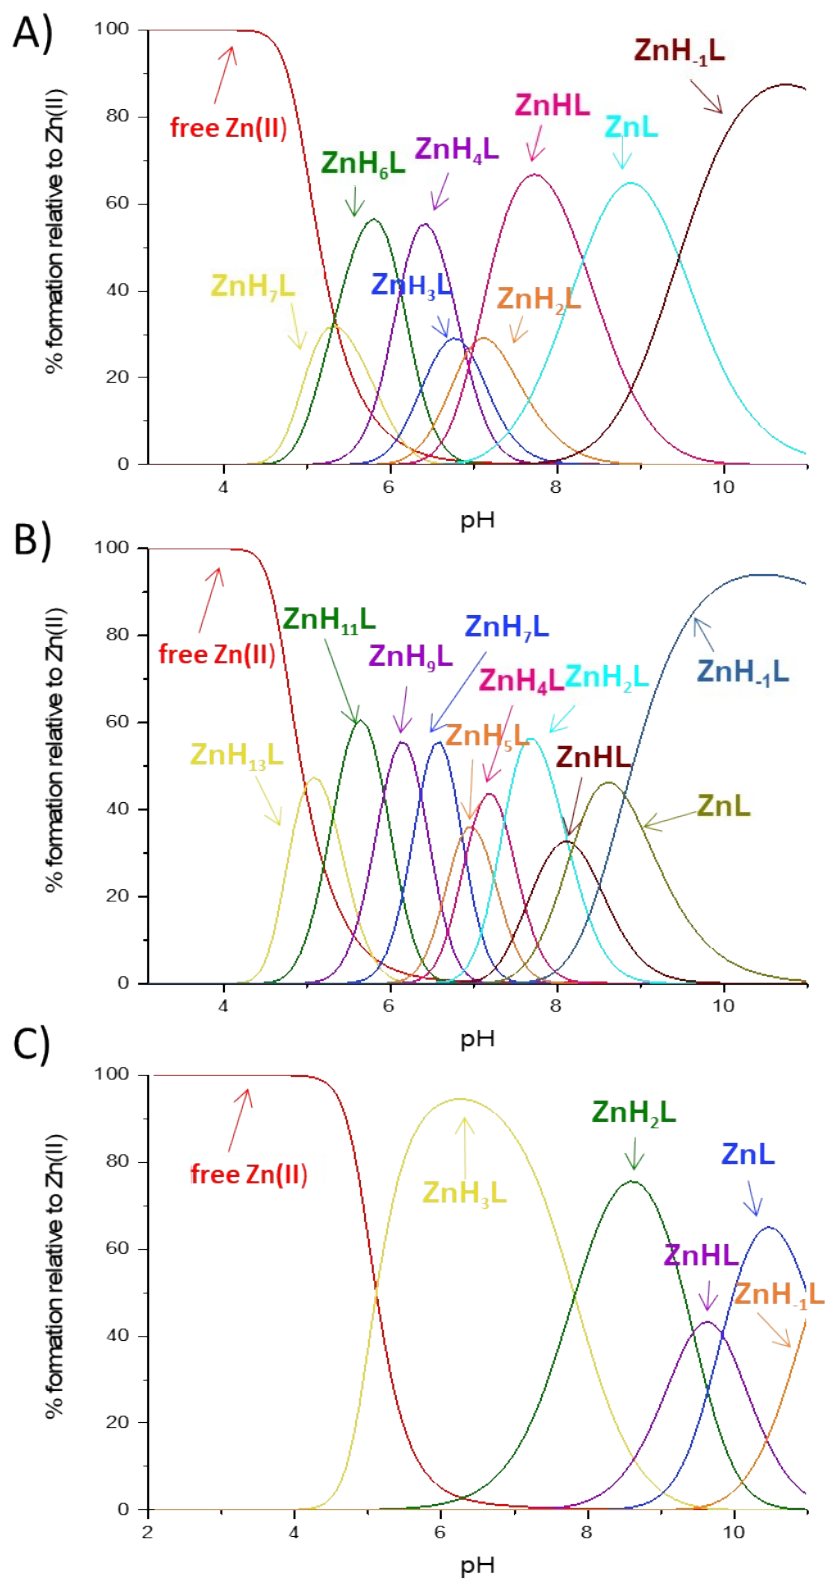 A)
% formation relative to Zn(II)
100
80
60
40
20
0
free Zn(II)
ZnH₇L
ZnH₆L
ZnH₄L
ZnH₃L
ZnHL
ZnH₂L
ZnL
ZnH₋₁L
4
6
8
10
pH
B)
% formation relative to Zn(II)
100
80
60
40
20
0
free Zn(II)
ZnH₁₃L
ZnH₁₁L
ZnH₉L
ZnH₇L
ZnH₅L
ZnH₄L
ZnH₂L
ZnHL
ZnL
ZnH₋₁L
4
6
8
10
pH
C)
% formation relative to Zn(II)
100
80
60
40
20
0
free Zn(II)
ZnH₃L
ZnH₂L
ZnHL
ZnL
ZnH₋₁L
2
4
6
8
10
pH